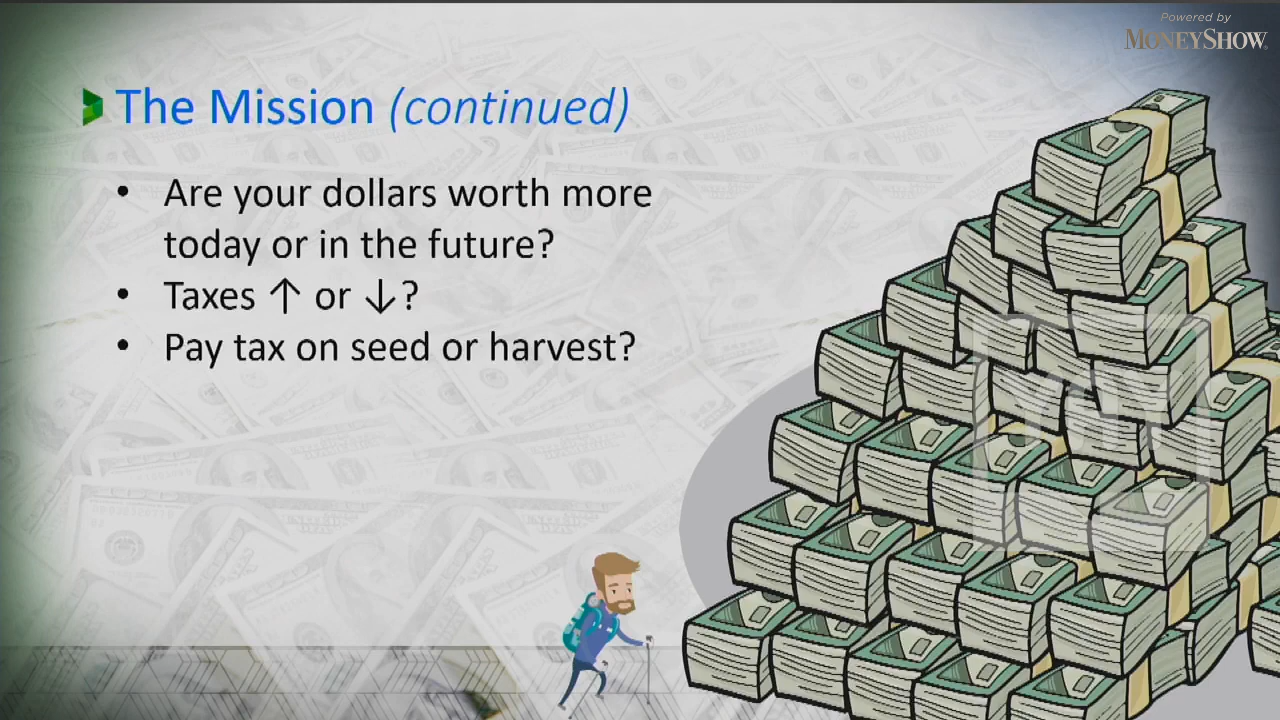 Powered by
MONEYSHOW
The Mission (continued)
• Are your dollars worth more
today or in the future?
• Taxes ↑ or ↓?
• Pay tax on seed or harvest?